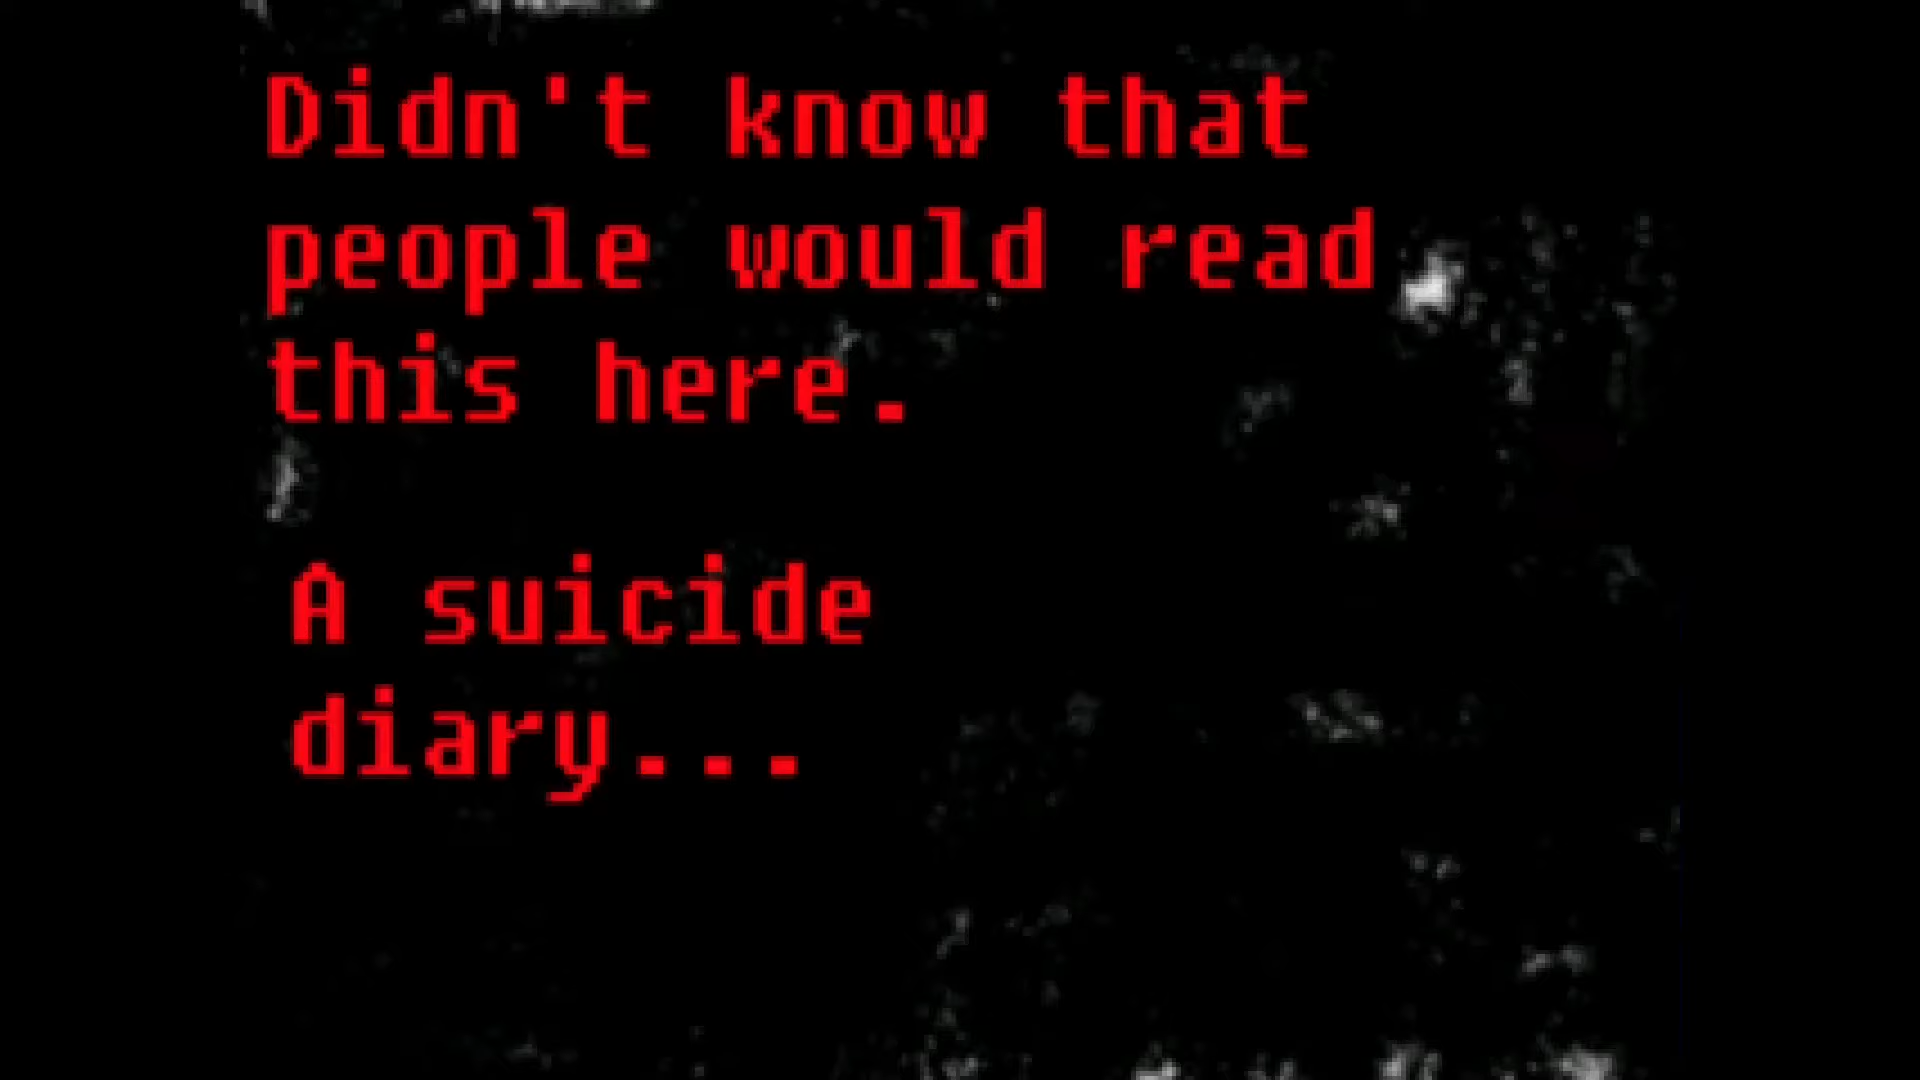 Didn't know that
people would read
this here.
A suicide
diary...